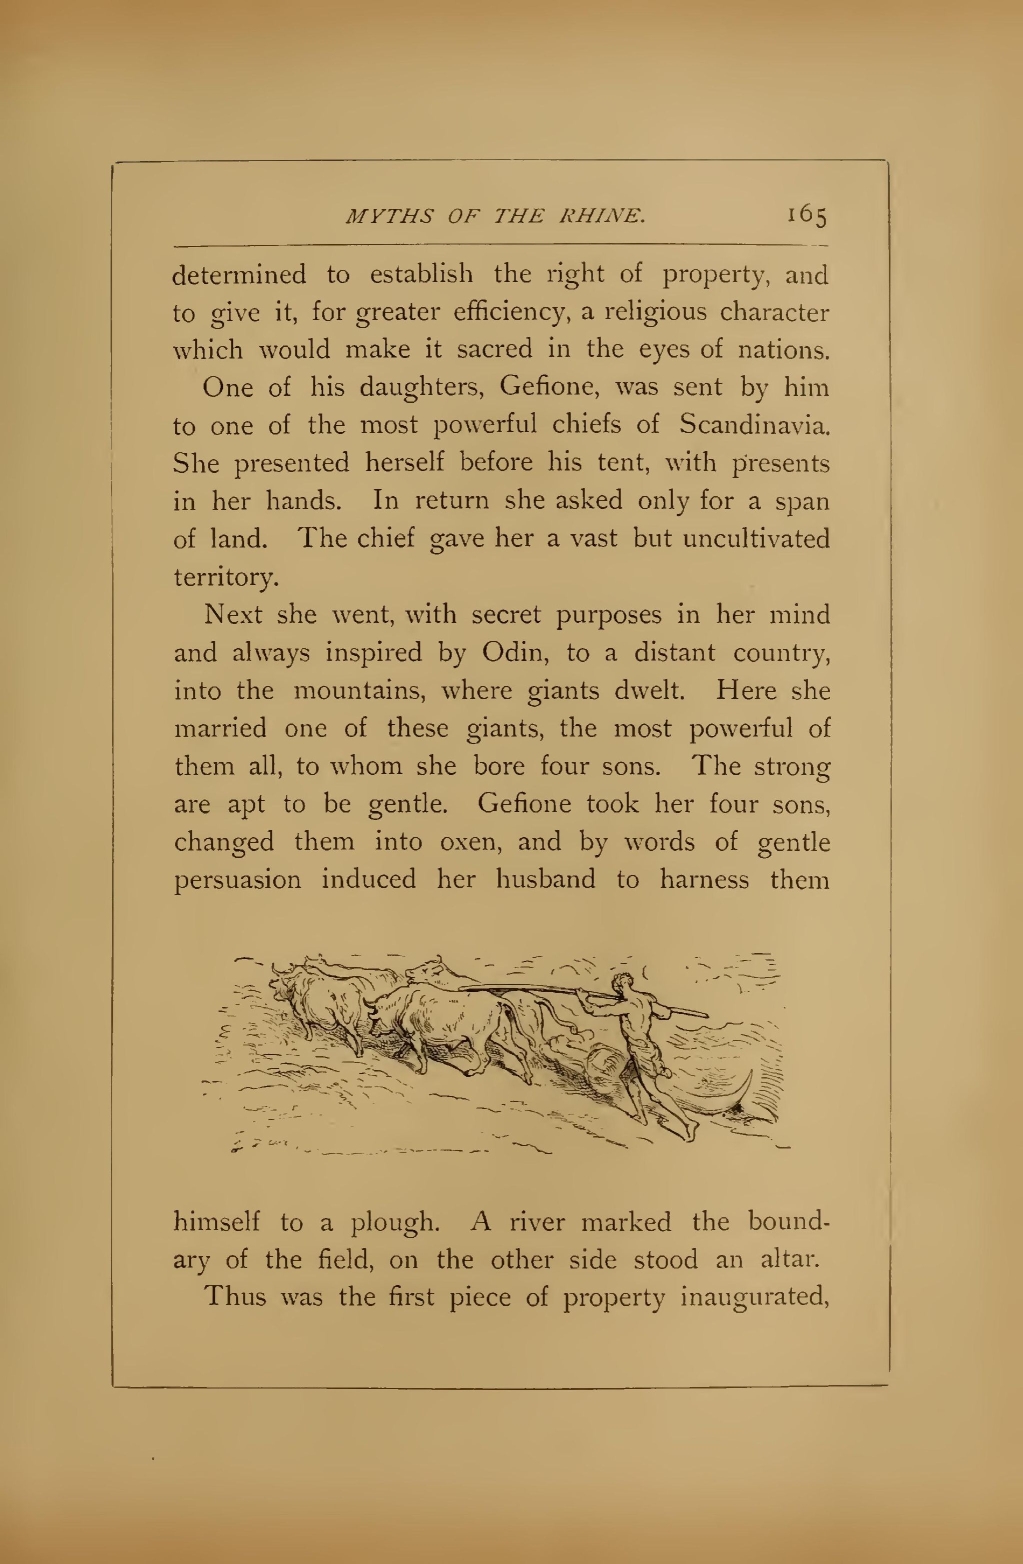 MYTHS OF THE RHINE. 165
determined to establish the right of property, and
to give it, for greater efficiency, a religious character
which would make it sacred in the eyes of nations.
One of his daughters, Gefione, was sent by him
to one of the most powerful chiefs of Scandinavia.
She presented herself before his tent, with presents
in her hands. In return she asked only for a span
of land. The chief gave her a vast but uncultivated
territory.
Next she went, with secret purposes in her mind
and always inspired by Odin, to a distant country,
into the mountains, where giants dwelt. Here she
married one of these giants, the most powerful of
them all, to whom she bore four sons. The strong
are apt to be gentle. Gefione took her four sons,
changed them into oxen, and by words of gentle
persuasion induced her husband to harness them
himself to a plough. A river marked the bound-
ary of the field, on the other side stood an altar.
Thus was the first piece of property inaugurated,